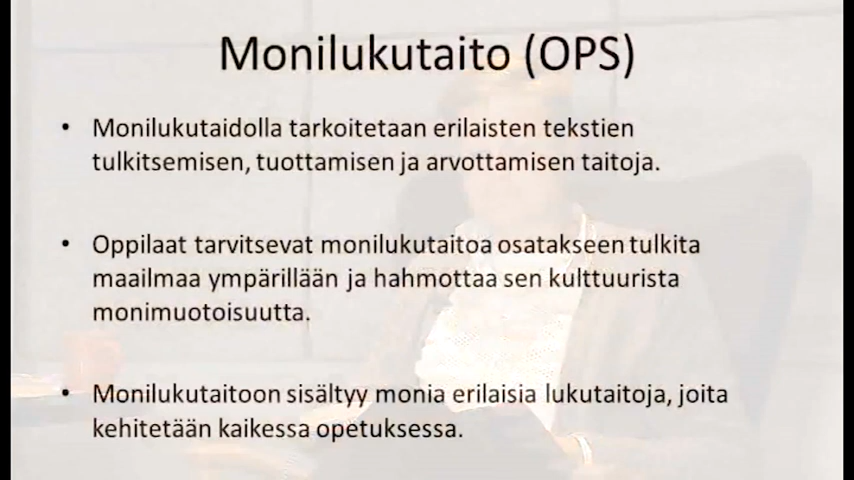 Monilukutaito (OPS)
• Monilukutaidolla tarkoitetaan erilaisten tekstien
tulkitsemisen, tuottamisen ja arvottamisen taitoja.
• Oppilaat tarvitsevat monilukutaitoa osatakseen tulkita
maailmaa ympärillään ja hahmottaa sen kulttuurista
monimuotoisuutta.
• Monilukutaitoon sisältyy monia erilaisia lukutaitoja, joita
kehitetään kaikessa opetuksessa.